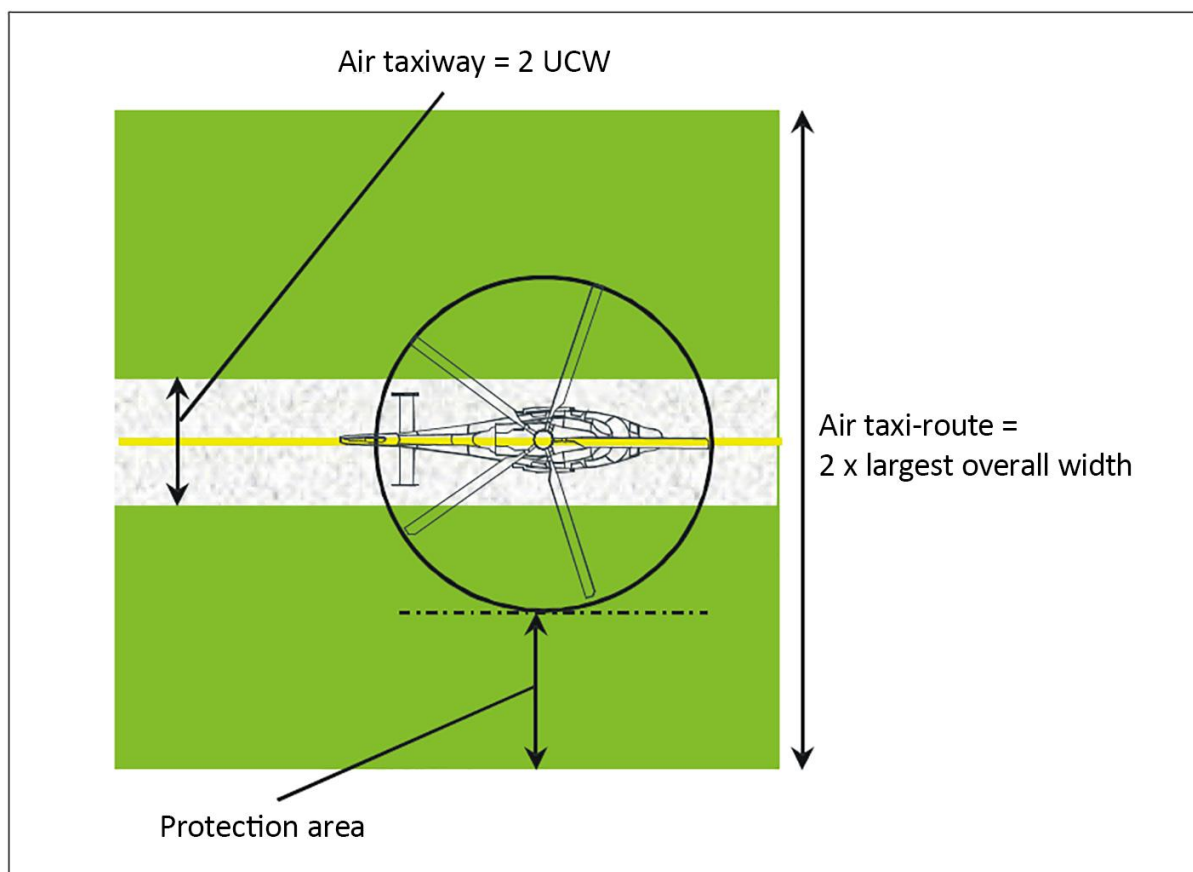 Air taxiway = 2 UCW
Air taxi-route =
2 x largest overall width
Protection area